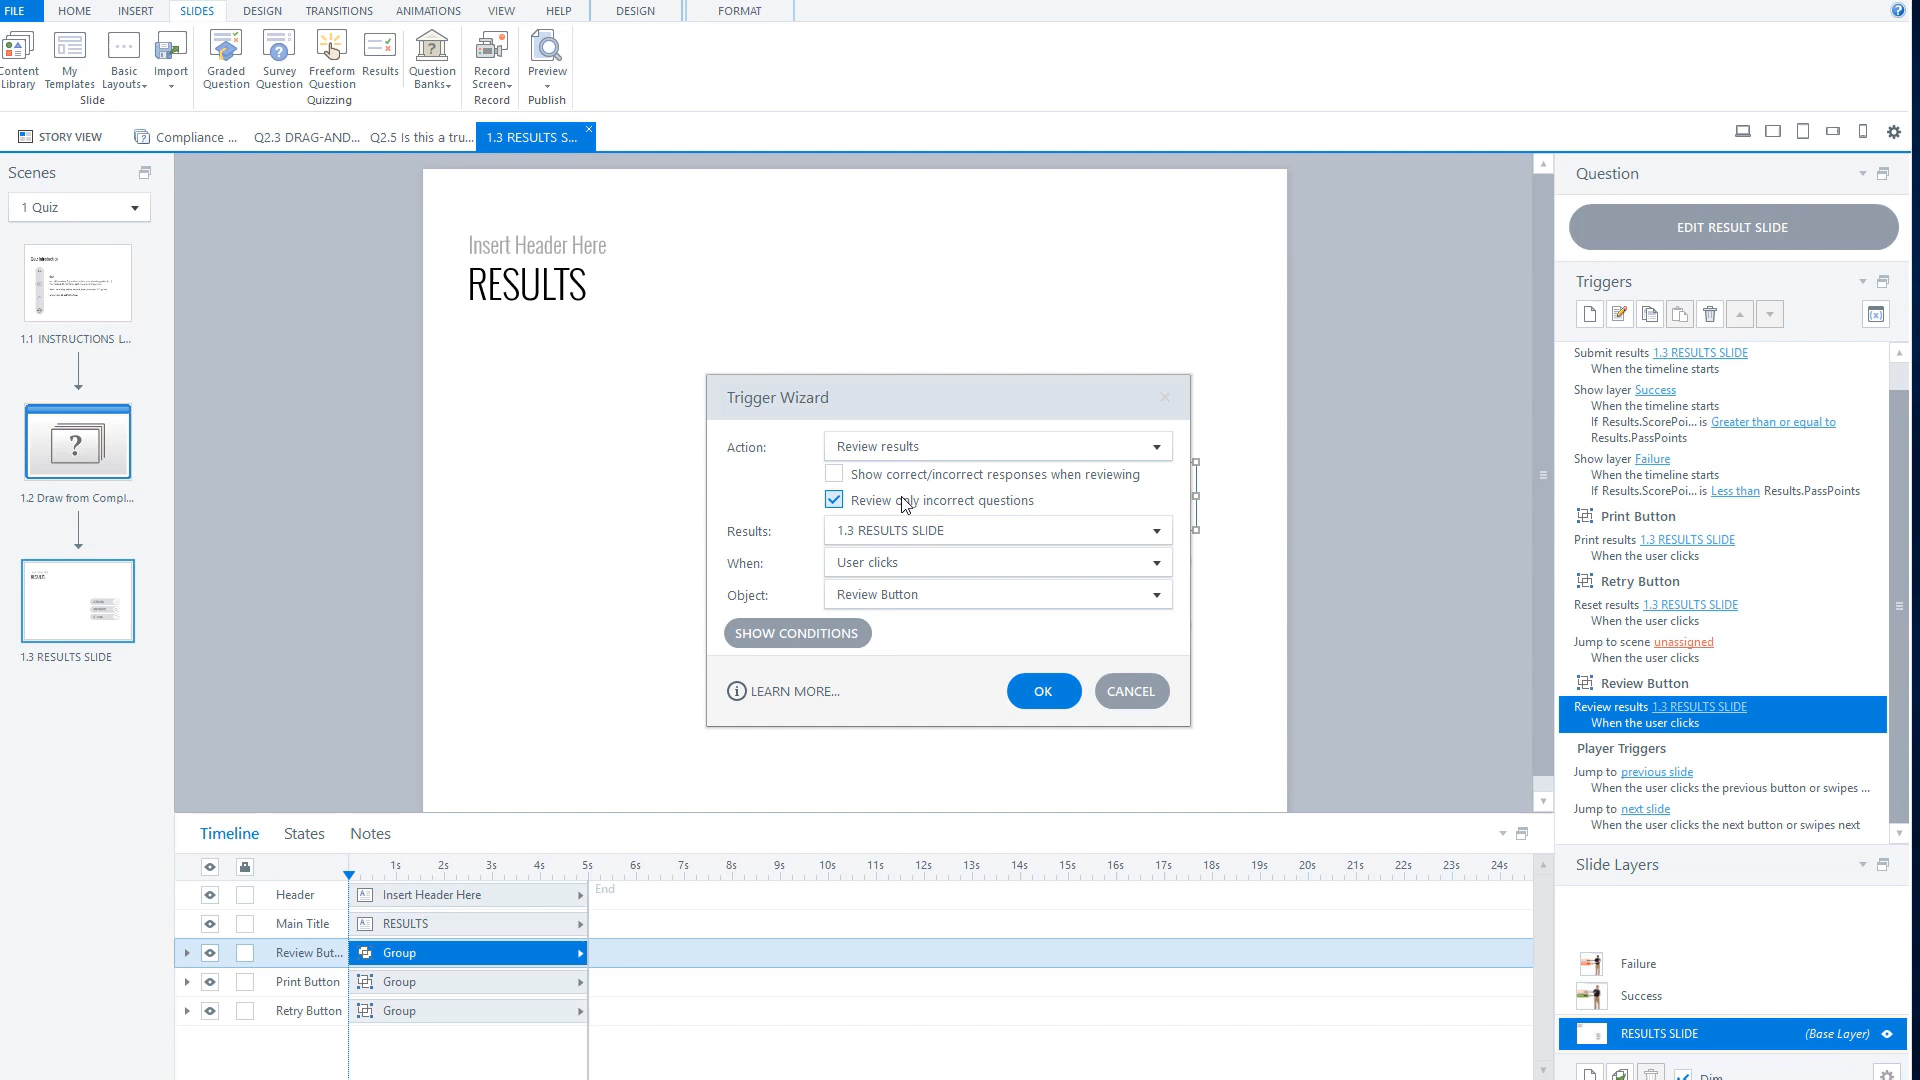 FILE HOME INSERT SLIDES DESIGN TRANSITIONS ANIMATIONS VIEW HELP DESIGN FORMAT
Content Library
My Templates
Basic Layouts
Import
Graded Question
Survey Question
Freeform Question
Results
Question Banks
Record Screen
Preview
Slide Quizzing Record Publish
STORY VIEW Compliance ... Q2.3 DRAG-AND... Q2.5 Is this a tru... 1.3 RESULTS S...
Scenes
1 Quiz
1.1 INSTRUCTIONS L...
?
1.2 Draw from Compl...
1.3 RESULTS SLIDE
Insert Header Here
RESULTS
Trigger Wizard
Action: Review results
Show correct/incorrect responses when reviewing
Review only incorrect questions
Results: 1.3 RESULTS SLIDE
When: User clicks
Object: Review Button
SHOW CONDITIONS
LEARN MORE...
OK
CANCEL
Question
EDIT RESULT SLIDE
Triggers
Submit results 1.3 RESULTS SLIDE
When the timeline starts
Show layer Success
When the timeline starts
If Results.ScorePoi... is Greater than or equal to
Results.PassPoints
Show layer Failure
When the timeline starts
If Results.ScorePoi... is Less than Results.PassPoints
Print Button
Print results 1.3 RESULTS SLIDE
When the user clicks
Retry Button
Reset results 1.3 RESULTS SLIDE
When the user clicks
Jump to scene unassigned
When the user clicks
Review Button
Review results 1.3 RESULTS SLIDE
When the user clicks
Player Triggers
Jump to previous slide
When the user clicks the previous button or swipes ...
Jump to next slide
When the user clicks the next button or swipes next
Slide Layers
Failure
Success
RESULTS SLIDE (Base Layer)
Dim
Timeline States Notes
1s 2s 3s 4s 5s 6s 7s 8s 9s 10s 11s 12s 13s 14s 15s 16s 17s 18s 19s 20s 21s 22s 23s 24s
Header Insert Header Here End
Main Title RESULTS
Review But... Group
Print Button Group
Retry Button Group